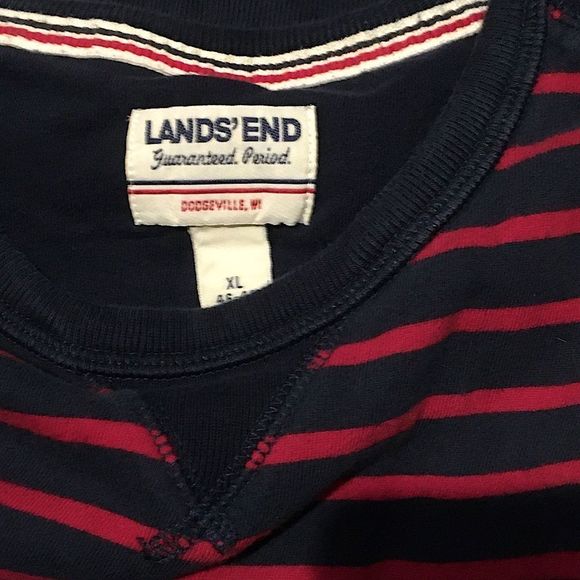 LANDS' END
Guaranteed. Period.
DODGEVILLE, WI
XL